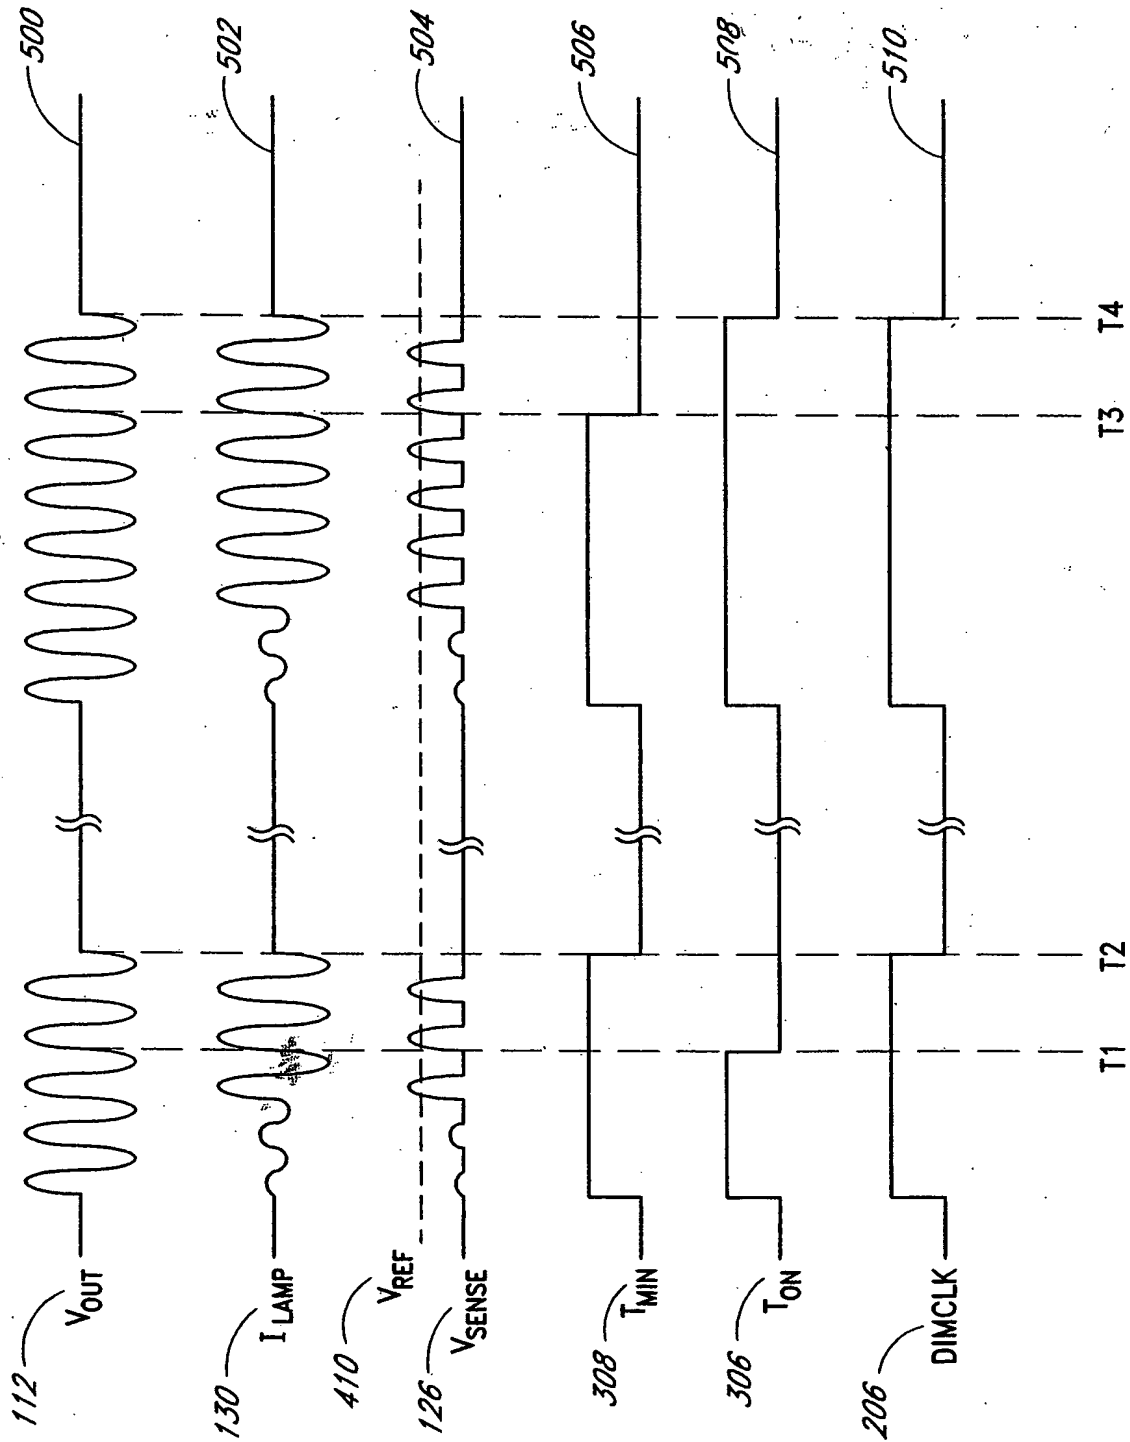 112
V_OUT
500
130
I_LAMP
502
410
V_REF
126
V_SENSE
504
308
T_MIN
506
306
T_ON
508
206
DIMCLK
510
T1
T2
T3
T4